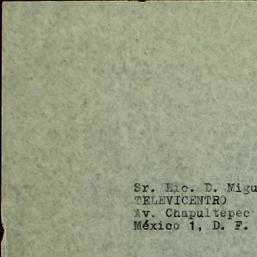 Sr. Lic. D. Migu
TELEVICENTRO
Av. Chapultepec
México 1, D. F.